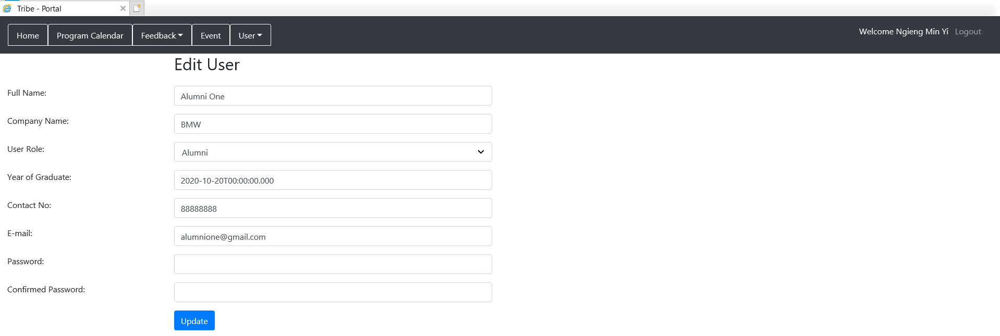 Tribe - Portal
Home Program Calendar Feedback Event User Welcome Ngieng Min Yi Logout
Edit User
Full Name: Alumni One
Company Name: BMW
User Role: Alumni
Year of Graduate: 2020-10-20T00:00:00.000
Contact No: 88888888
E-mail: alumnione@gmail.com
Password:
Confirmed Password:
Update